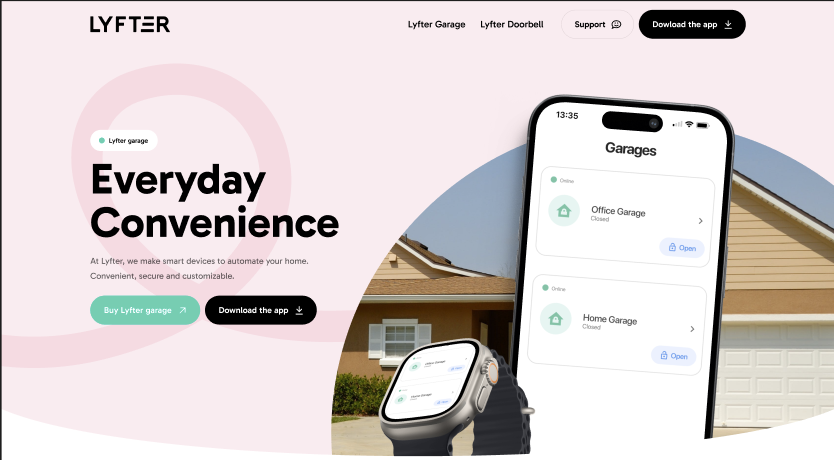 LYFTER
Lyfter Garage
Lyfter Doorbell
Support
Dowload the app
Lyfter garage
Everyday
Convenience
At Lyfter, we make smart devices to automate your home.
Convenient, secure and customizable.
Buy Lyfter garage
Download the app
13:35
Garages
Online
Office Garage
Closed
Open
Online
Home Garage
Closed
Open